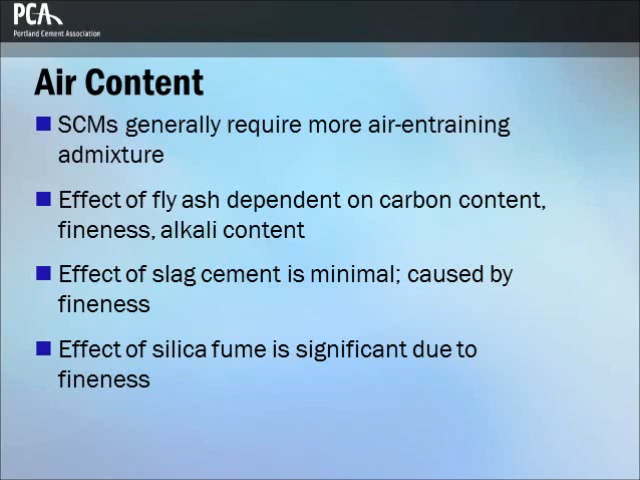 PCA
Portland Cement Association
Air Content
SCMs generally require more air-entraining
admixture
Effect of fly ash dependent on carbon content,
fineness, alkali content
Effect of slag cement is minimal; caused by
fineness
Effect of silica fume is significant due to
fineness